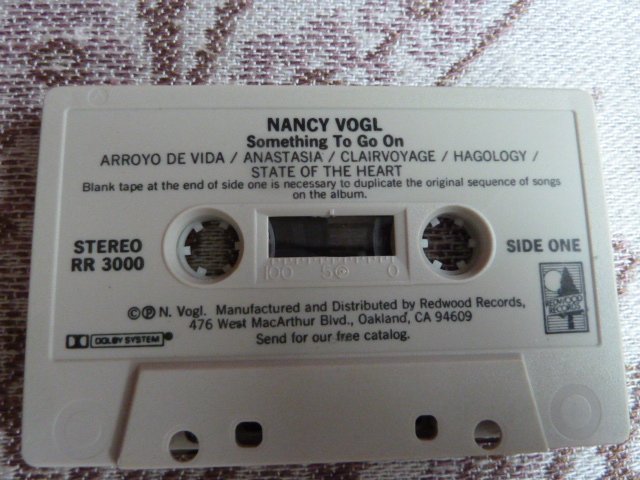 NANCY VOGL
Something To Go On
ARROYO DE VIDA / ANASTASIA / CLAIRVOYAGE / HAGOLOGY /
STATE OF THE HEART
Blank tape at the end of side one is necessary to duplicate the original sequence of songs
on the album.
STEREO
RR 3000
SIDE ONE
100 50 0
REDWOOD
RECORDS
©℗ N. Vogl. Manufactured and Distributed by Redwood Records,
476 West MacArthur Blvd., Oakland, CA 94609
Send for our free catalog.
DOLBY SYSTEM